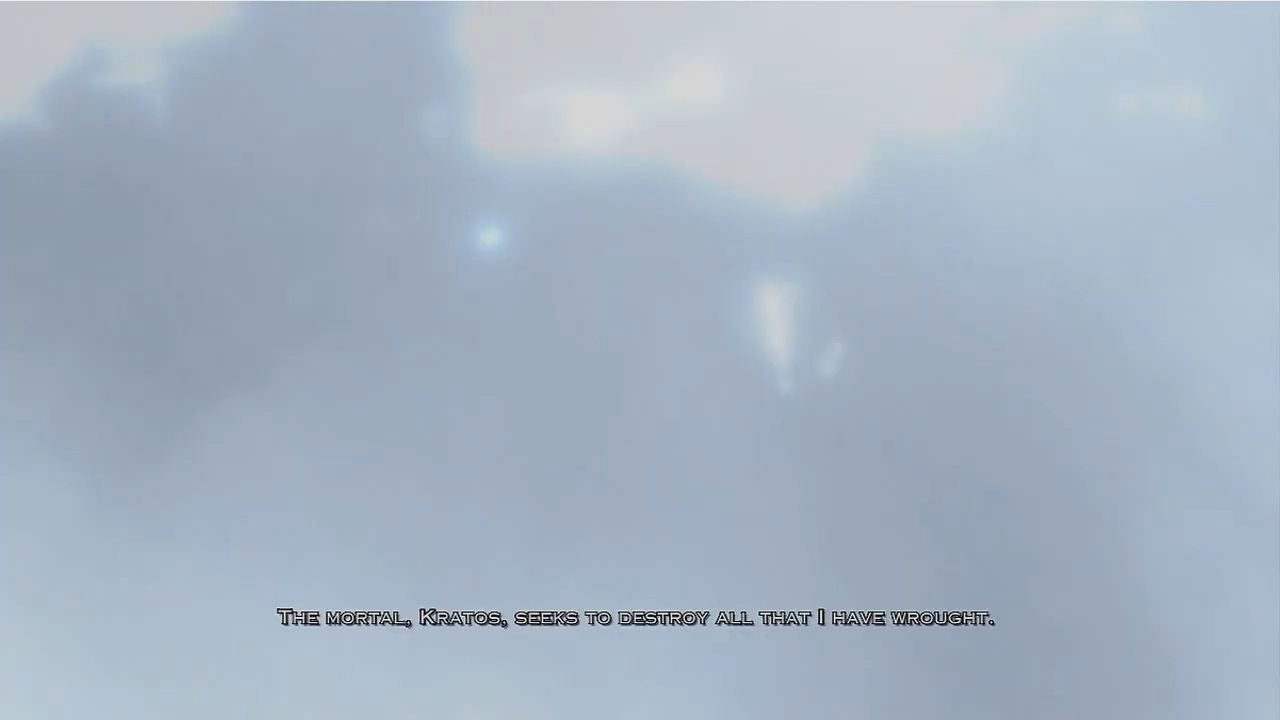 The mortal, Kratos, seeks to destroy all that I have wrought.